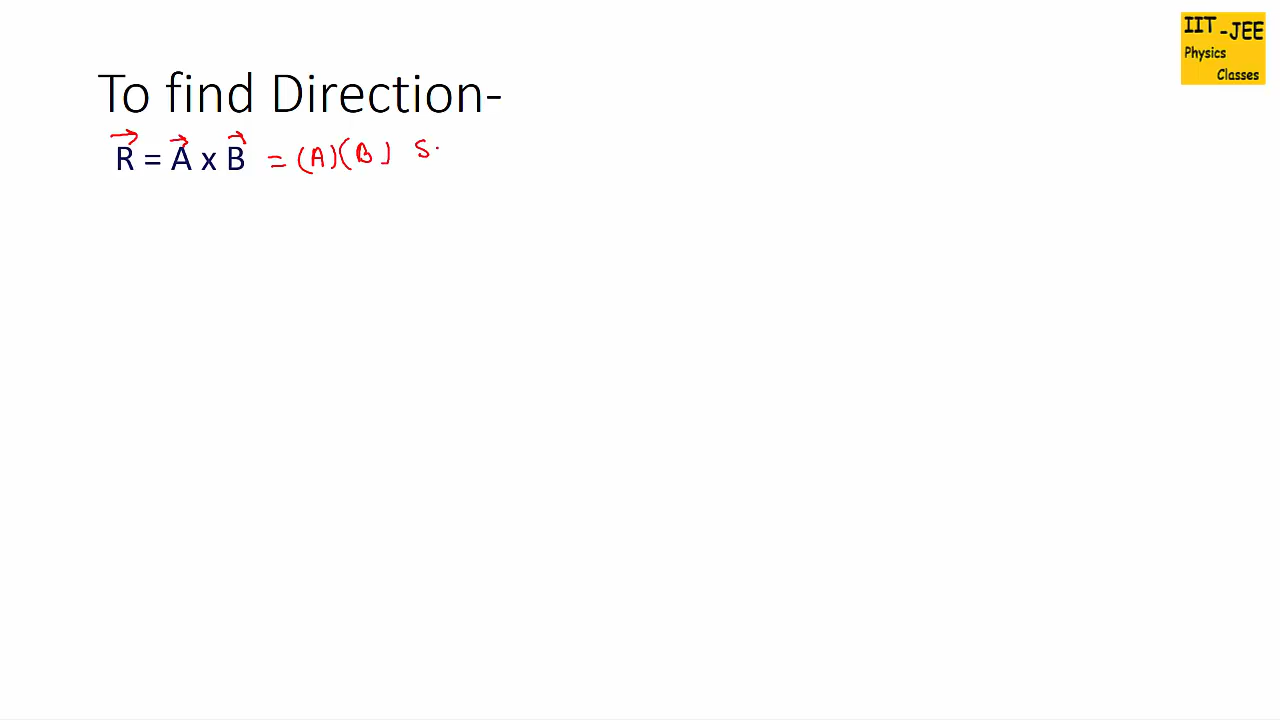 IIT - JEE
Physics
Classes
To find Direction-
R⃗ = A⃗ x B⃗ = (A)(B) s